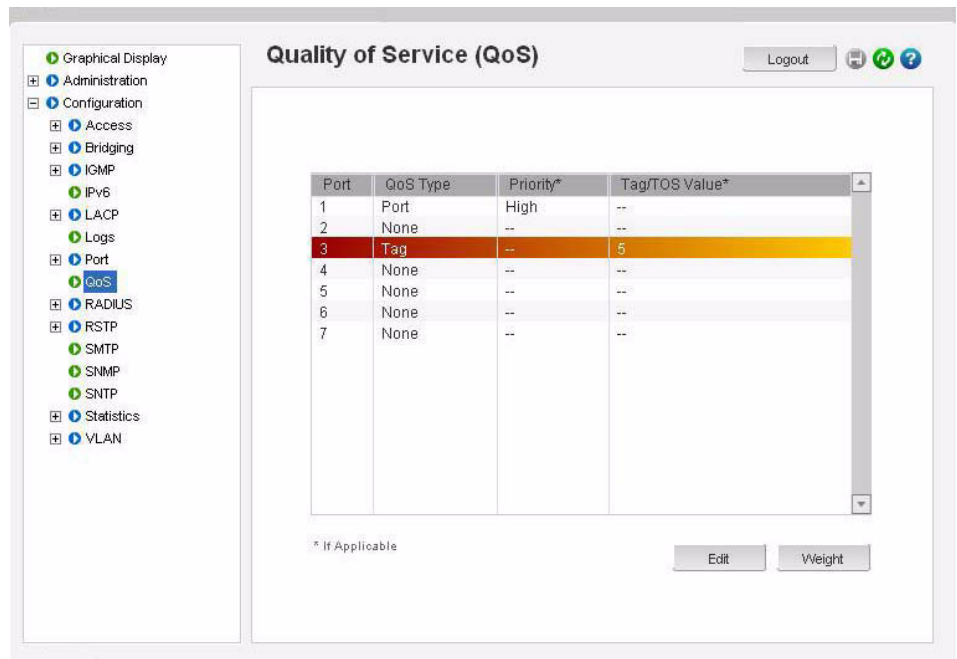 Graphical Display
Administration
Configuration
Access
Bridging
IGMP
IPv6
LACP
Logs
Port
QoS
RADIUS
RSTP
SMTP
SNMP
SNTP
Statistics
VLAN
Quality of Service (QoS)
Logout
Port QoS Type Priority* Tag/TOS Value*
1 Port High --
2 None -- --
3 Tag -- 5
4 None -- --
5 None -- --
6 None -- --
7 None -- --
* If Applicable
Edit Weight